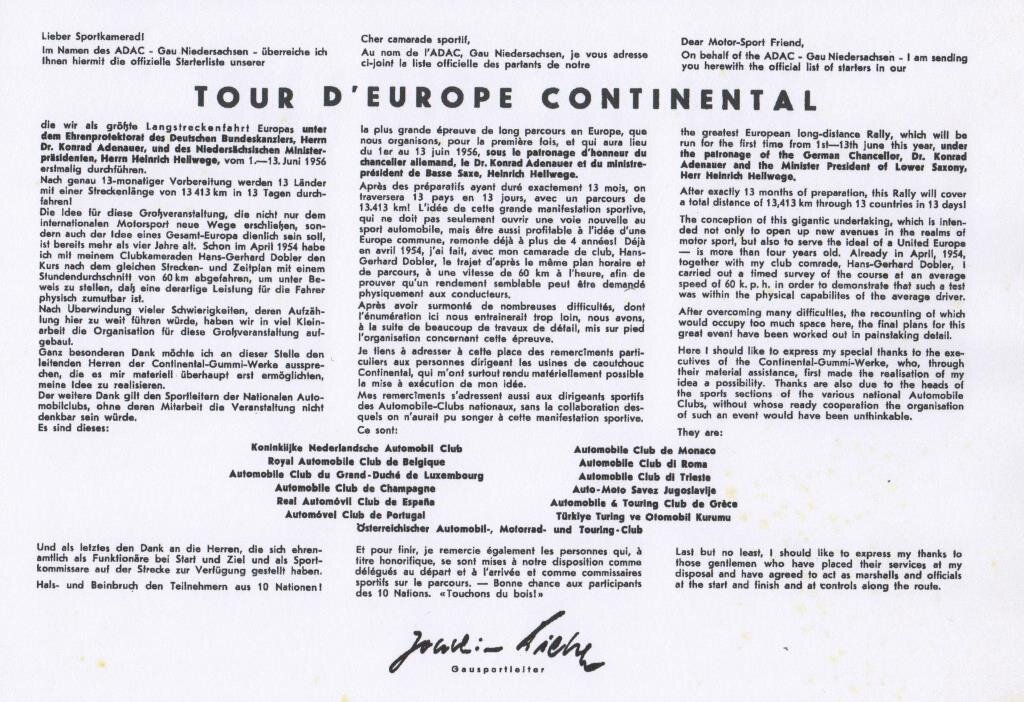 Lieber Sportkamerad!
Im Namen des ADAC - Gau Niedersachsen - überreiche ich
Ihnen hiermit die offizielle Starterliste unserer
Cher camarade sportif,
Au nom de l'ADAC, Gau Niedersachsen, je vous adresse
ci-joint la liste officielle des partants de notre
Dear Motor-Sport Friend,
On behalf of the ADAC - Gau Niedersachsen - I am sending
you herewith the official list of starters in our
TOUR D'EUROPE CONTINENTAL
die wir als größte Langstreckenfahrt Europas unter
dem Ehrenprotektorat des Deutschen Bundeskanzlers, Herrn
Dr. Konrad Adenauer, und des Niedersächsischen Minister-
präsidenten, Herrn Heinrich Hellwege, vom 1.—13. Juni 1956
erstmalig durchführen.
Nach genau 13-monatiger Vorbereitung werden 13 Länder
mit einer Streckenlänge von 13 413 km in 13 Tagen durch-
fahren!
Die Idee für diese Großveranstaltung, die nicht nur dem
internationalen Motorsport neue Wege erschließen, son-
dern auch der Idee eines Gesamt-Europa dienlich sein soll,
ist bereits mehr als vier Jahre alt. Schon im April 1954 habe
ich mit meinem Clubkameraden Hans-Gerhard Dobler den
Kurs nach dem gleichen Strecken- und Zeitplan mit einem
Stundendurchschnitt von 60 km abgefahren, um unter Be-
weis zu stellen, daß eine derartige Leistung für die Fahrer
physisch zumutbar ist.
Nach Überwindung vieler Schwierigkeiten, deren Aufzäh-
lung hier zu weit führen würde, haben wir in viel Klein-
arbeit die Organisation für diese Großveranstaltung auf-
gebaut.
Ganz besonderen Dank möchte ich an dieser Stelle den
leitenden Herren der Continental-Gummi-Werke ausspre-
chen, die es mir materiell überhaupt erst ermöglichten,
meine Idee zu realisieren.
Der weitere Dank gilt den Sportleitern der Nationalen Auto-
mobilclubs, ohne deren Mitarbeit die Veranstaltung nicht
denkbar sein würde.
Es sind dieses:
la plus grande épreuve de long parcours en Europe, que
nous organisons, pour la première fois, et qui aura lieu
du 1er au 13 juin 1956, sous le patronage d'bonneur du
chancelier allemand, le Dr. Konrad Adenauer et du ministre-
président de Basse Saxe, Heinrich Hellwege.
Après des préparatifs ayant duré exactement 13 mois, on
traversera 13 pays en 13 jours, avec un parcours de
13.413 km! L'idée de cette grande manifestation sportive,
qui ne doit pas seulement ouvrir une voie nouvelle au
sport automobile, mais être aussi profitable à l'idée d'une
Europe commune, remonte déjà à plus de 4 années! Déjà
en avril 1954, j'ai fait, avec mon camarade de club, Hans-
Gerhard Dobler, le trajet d'après le même plan horaire et
de parcours, à une vitesse de 60 km à l'heure, afin de
prouver qu'un rendement semblable peut être demandé
physiquement aux conducteurs.
Après avoir surmonté de nombreuses difficultés, dont
l'énumération ici nous entrainerait trop loin, nous avons,
à la suite de beaucoup de travaux de détail, mis sur pied
l'organisation concernant cette épreuve.
Je tiens à adresser à cette place des remercîments parti-
culiers aux personnes dirigeant les usines de caoutchouc
Continental, qui m'ont surtout rendu matériellement possible
la mise à exécution de mon idée.
Mes remercîments s'adressent aussi aux dirigeants sportifs
des Automobile-Clubs nationaux, sans la collaboration des-
quels on n'aurait pu songer à cette manifestation sportive.
Ce sont:
the greatest European long-distance Rally, which will be
run for the first time from 1st—13th june this year, under
the patronage of the German Chancellor, Dr. Konrad
Adenauer and the Minister President of Lower Saxony,
Herr Heinrich Hellwege.
After exactly 13 months of preparation, this Rally will cover
a total distance of 13,413 km through 13 countries in 13 days!
The conception of this gigantic undertaking, which is inten-
ded not only to open up new avenues in the realms of
motor sport, but also to serve the ideal of a United Europe
— is more than four years old. Already in April, 1954,
together with my club comrade, Hans-Gerhard Dobler, I
carried out a timed survey of the course at an average
speed of 60 k. p. h. in order to demonstrate that such a test
was within the physical capabilites of the average driver.
After overcoming many difficulties, the recounting of which
would occupy too much space here, the final plans for this
great event have been worked out in painstaking detail.
Here I should like to express my special thanks to the exe-
cutives of the Continental-Gummi-Werke, who, through
their material assistance, first made the realisation of my
idea a possibility. Thanks are also due to the heads of
the sports sections of the various national Automobile
Clubs, without whose ready cooperation the organisation
of such an event would have been unthinkable.
They are:
Koninklijke Nederlandsche Automobil Club
Royal Automobile Club de Belgique
Automobile Club du Grand-Duché de Luxembourg
Automobile Club de Champagne
Real Automóvil Club de España
Automóvel Club de Portugal
Automobile Club de Monaco
Automobile Club di Roma
Automobile Club di Trieste
Auto-Moto Savez Jugoslavije
Automobile & Touring Club de Grèce
Türkiye Turing ve Otomobil Kurumu
Österreichischer Automobil-, Motorrad- und Touring-Club
Und als letztes den Dank an die Herren, die sich ehren-
amtlich als Funktionäre bei Start und Ziel und als Sport-
kommissare auf der Strecke zur Verfügung gestellt haben.
Hals- und Beinbruch den Teilnehmern aus 10 Nationen!
Et pour finir, je remercie également les personnes qui, à
titre honorifique, se sont mises à notre disposition comme
délégués au départ et à l'arrivée et comme commissaires
sportifs sur le parcours. — Bonne chance aux participants
des 10 Nations. «Touchons du bois!»
Last but no least, I should like to express my thanks to
those gentlemen who have placed their services at my
disposal and have agreed to act as marshalls and officials
at the start and finish and at controls along the route.
Gausportleiter